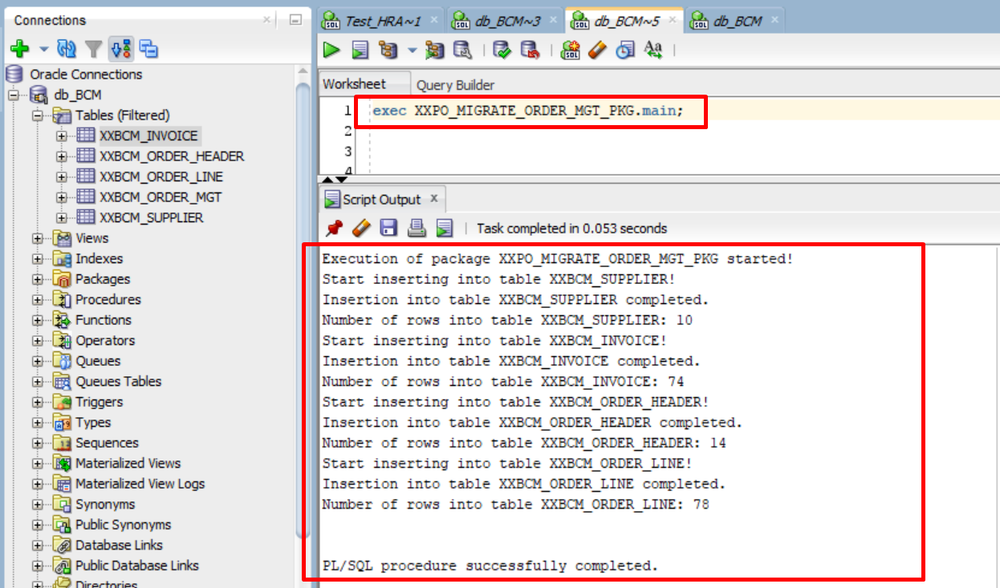 Connections
Oracle Connections
db_BCM
Tables (Filtered)
XXBCM_INVOICE
XXBCM_ORDER_HEADER
XXBCM_ORDER_LINE
XXBCM_ORDER_MGT
XXBCM_SUPPLIER
Views
Indexes
Packages
Procedures
Functions
Operators
Queues
Queues Tables
Triggers
Types
Sequences
Materialized Views
Materialized View Logs
Synonyms
Public Synonyms
Database Links
Public Database Links
Directories
Test_HRA~1 db_BCM~3 db_BCM~5 db_BCM
Worksheet Query Builder
1 exec XXPO_MIGRATE_ORDER_MGT_PKG.main;
2
3
4
Script Output x
Task completed in 0.053 seconds
Execution of package XXPO_MIGRATE_ORDER_MGT_PKG started!
Start inserting into table XXBCM_SUPPLIER!
Insertion into table XXBCM_SUPPLIER completed.
Number of rows into table XXBCM_SUPPLIER: 10
Start inserting into table XXBCM_INVOICE!
Insertion into table XXBCM_INVOICE completed.
Number of rows into table XXBCM_INVOICE: 74
Start inserting into table XXBCM_ORDER_HEADER!
Insertion into table XXBCM_ORDER_HEADER completed.
Number of rows into table XXBCM_ORDER_HEADER: 14
Start inserting into table XXBCM_ORDER_LINE!
Insertion into table XXBCM_ORDER_LINE completed.
Number of rows into table XXBCM_ORDER_LINE: 78
PL/SQL procedure successfully completed.